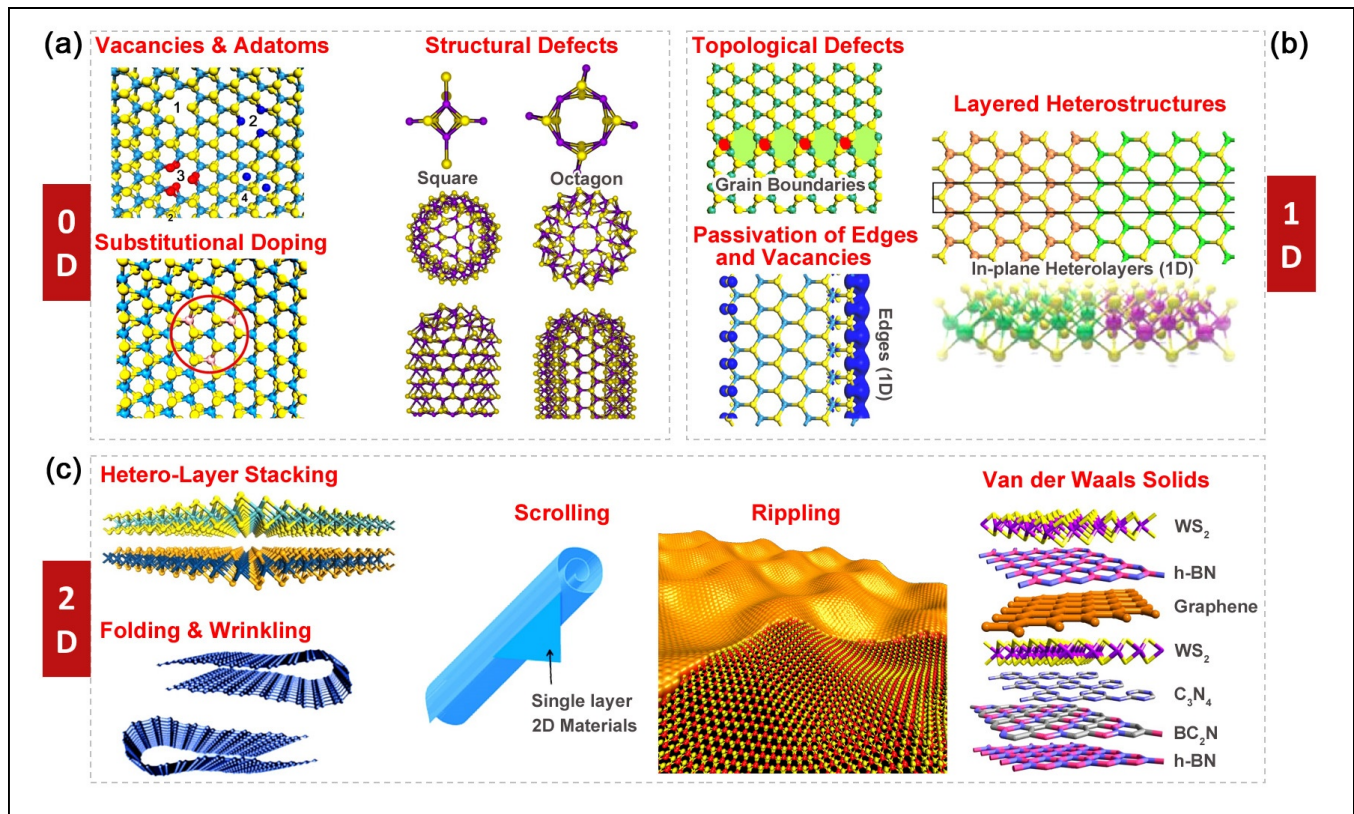 (a)
Vacancies & Adatoms
1
2
3
4
2
Substitutional Doping
0
D
Structural Defects
Square
Octagon
(b)
Topological Defects
Grain Boundaries
Passivation of Edges
and Vacancies
Edges (1D)
Layered Heterostructures
In-plane Heterolayers (1D)
1
D
(c)
2
D
Hetero-Layer Stacking
Folding & Wrinkling
Scrolling
Single layer
2D Materials
Rippling
Van der Waals Solids
WS₂
h-BN
Graphene
WS₂
C₃N₄
BC₂N
h-BN